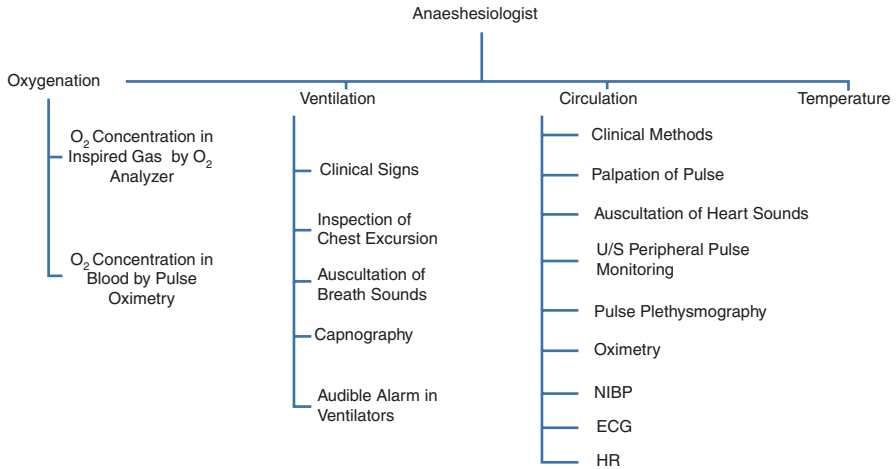 Anaeshesiologist
Oxygenation
O2 Concentration in
Inspired Gas by O2
Analyzer
O2 Concentration in
Blood by Pulse
Oximetry
Ventilation
Clinical Signs
Inspection of
Chest Excursion
Auscultation of
Breath Sounds
Capnography
Audible Alarm in
Ventilators
Circulation
Clinical Methods
Palpation of Pulse
Auscultation of Heart Sounds
U/S Peripheral Pulse
Monitoring
Pulse Plethysmography
Oximetry
NIBP
ECG
HR
Temperature